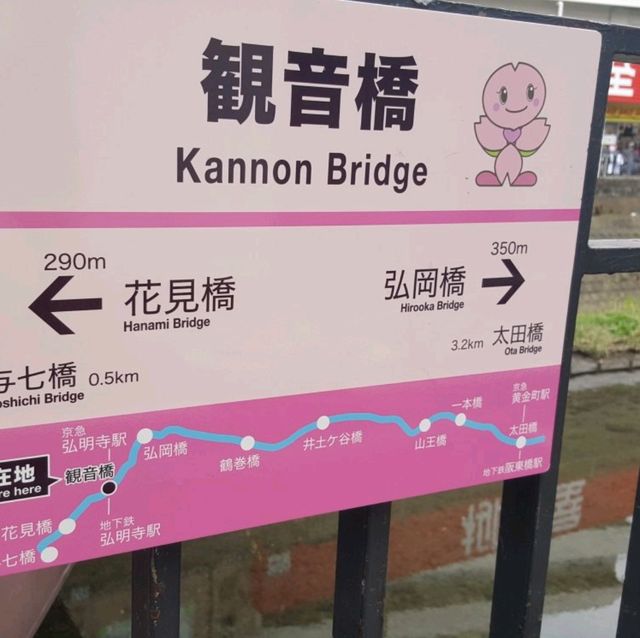 観音橋
Kannon Bridge
290m
花見橋
Hanami Bridge
350m
弘岡橋
Hirooka Bridge
3.2km 太田橋
Ota Bridge
与七橋 0.5km
oshichi Bridge
京急
弘明寺駅
弘岡橋
鶴巻橋
井土ケ谷橋
山王橋
一本橋
京急
黄金町駅
太田橋
地下鉄阪東橋駅
在地
re here
観音橋
地下鉄
弘明寺駅
花見橋
七橋